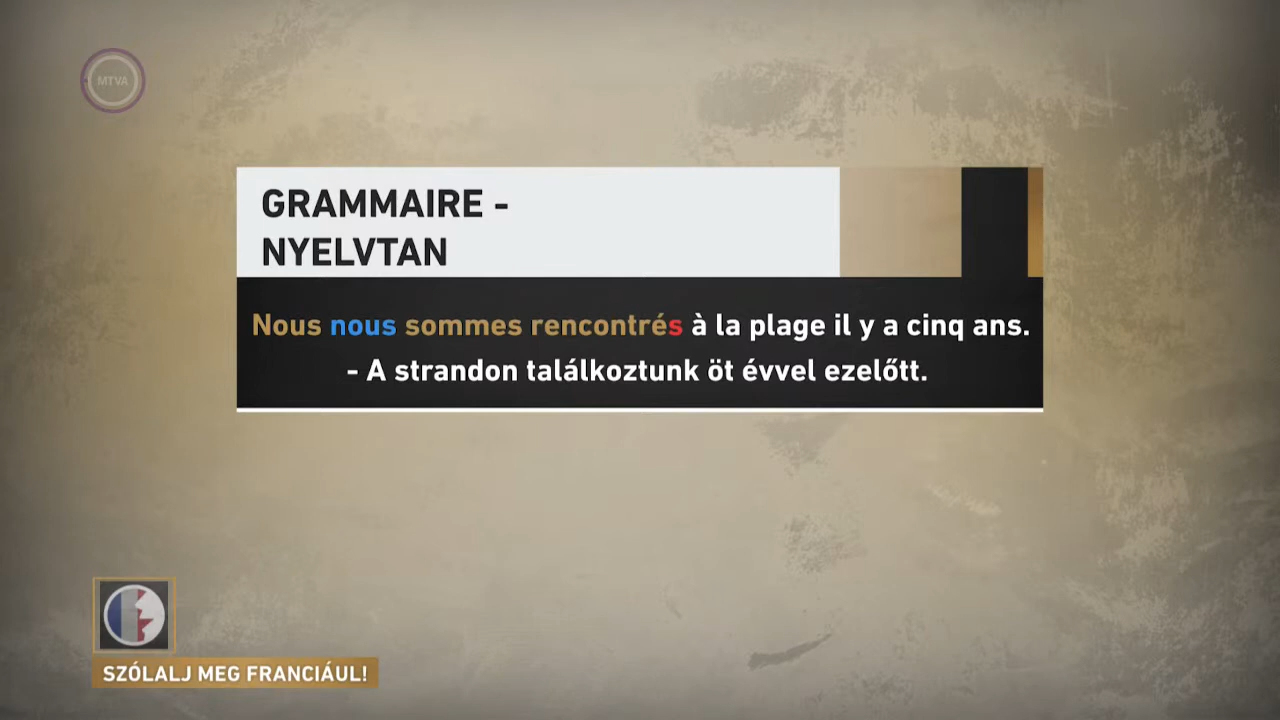 MTVA
GRAMMAIRE -
NYELVTAN
Nous nous sommes rencontrés à la plage il y a cinq ans.
- A strandon találkoztunk öt évvel ezelőtt.
SZÓLALJ MEG FRANCIÁUL!